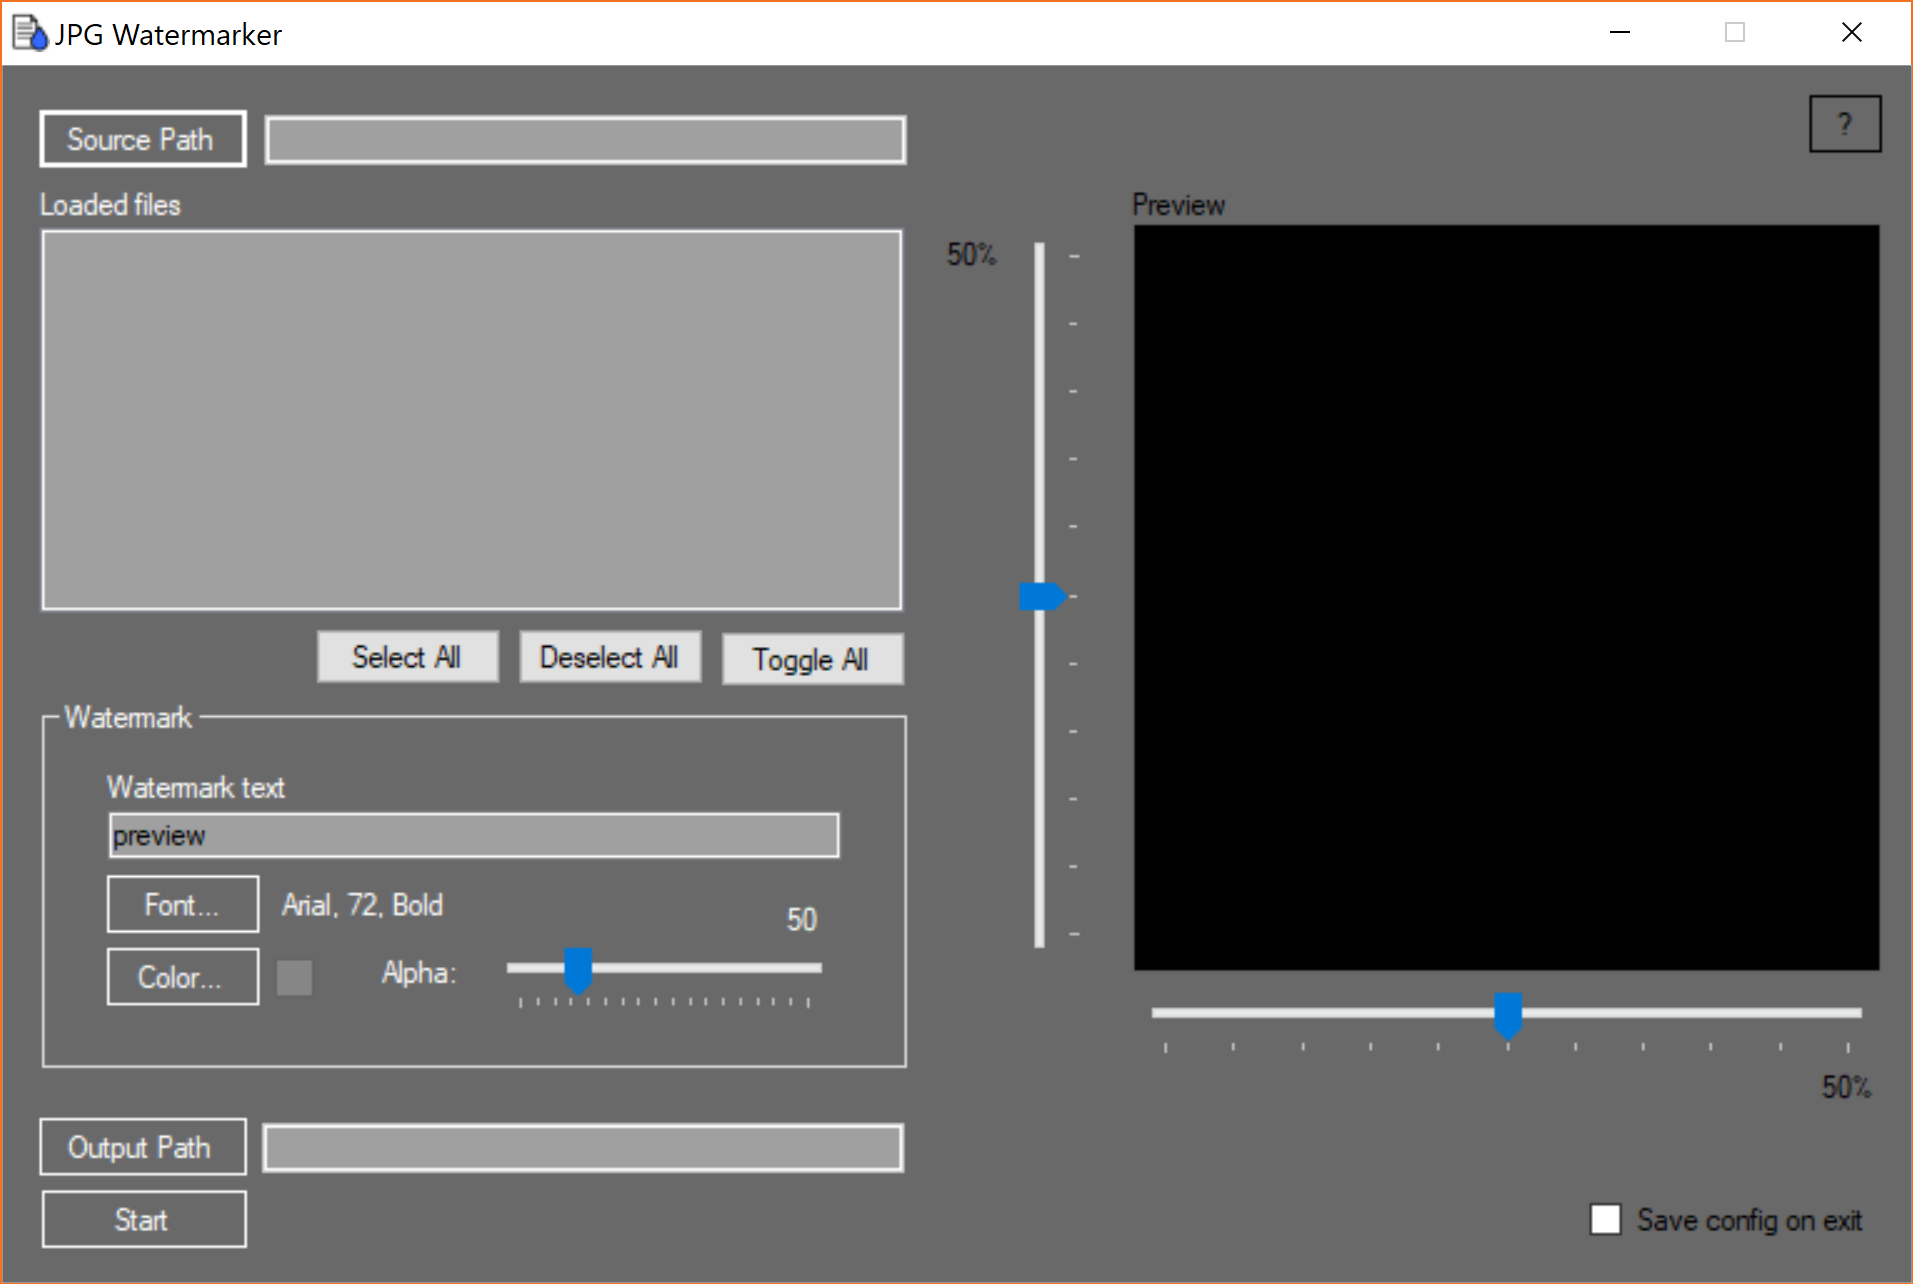 JPG Watermarker
Source Path
?
Loaded files
Preview
50%
Select All
Deselect All
Toggle All
Watermark
Watermark text
preview
Font...
Arial, 72, Bold
50
Color...
Alpha:
50%
Output Path
Start
Save config on exit